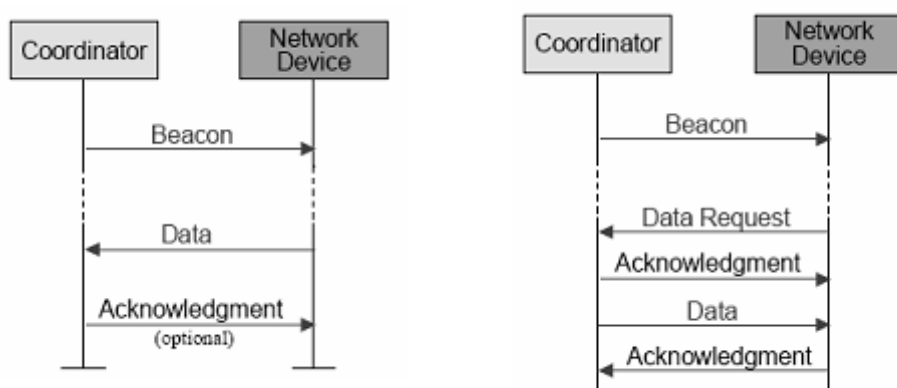 Coordinator
Network
Device
Beacon
Data
Acknowledgment
(optional)
Coordinator
Network
Device
Beacon
Data Request
Acknowledgment
Data
Acknowledgment